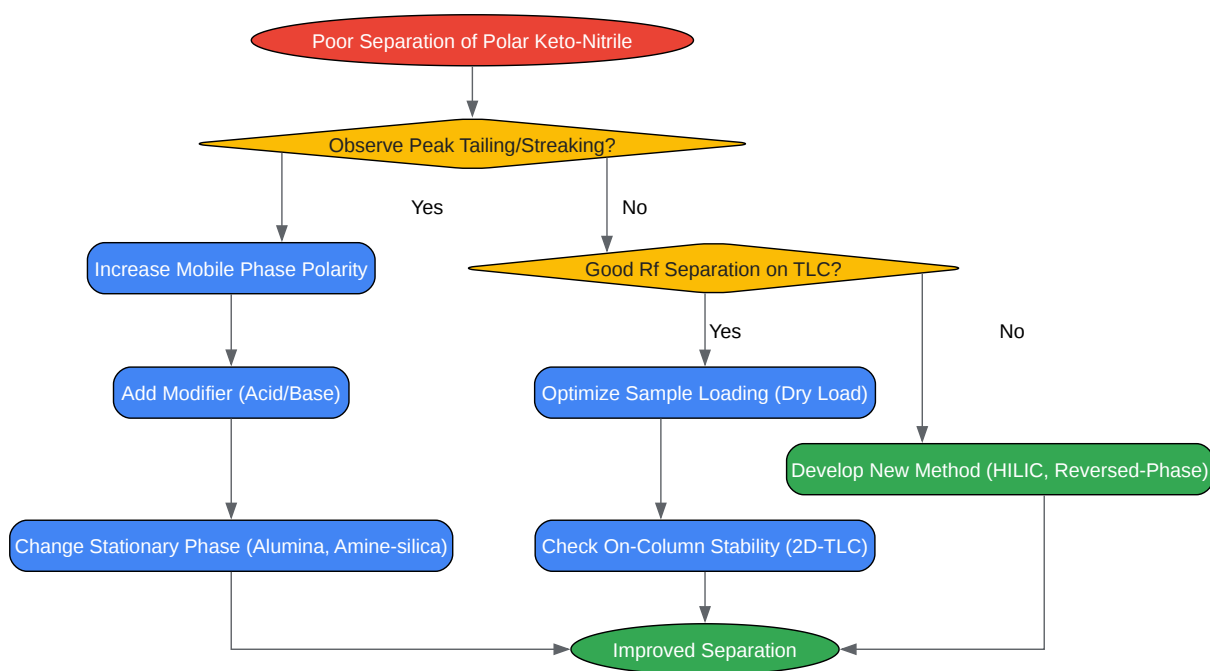 Poor Separation of Polar Keto-Nitrile
Observe Peak Tailing/Streaking?
Yes
No
Increase Mobile Phase Polarity
Good Rf Separation on TLC?
Yes
No
Add Modifier (Acid/Base)
Optimize Sample Loading (Dry Load)
Develop New Method (HILIC, Reversed-Phase)
Change Stationary Phase (Alumina, Amine-silica)
Check On-Column Stability (2D-TLC)
Improved Separation